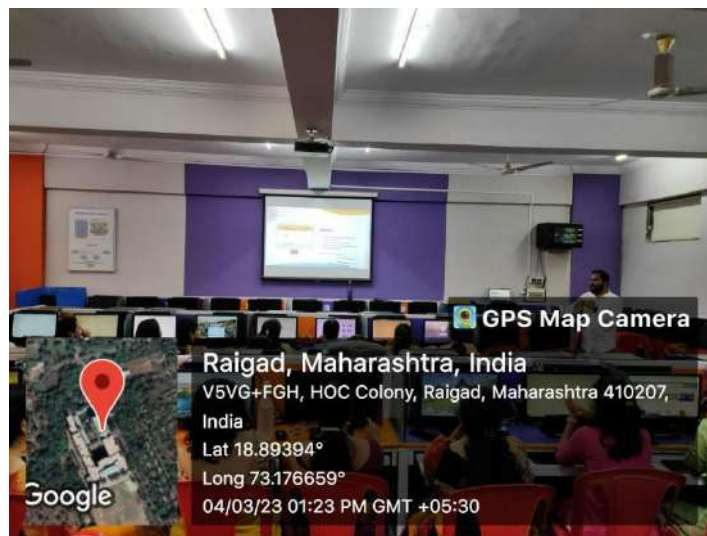 GPS Map Camera
Raigad, Maharashtra, India
V5VG+FGH, HOC Colony, Raigad, Maharashtra 410207,
India
Lat 18.89394°
Long 73.176659°
04/03/23 01:23 PM GMT +05:30
Google